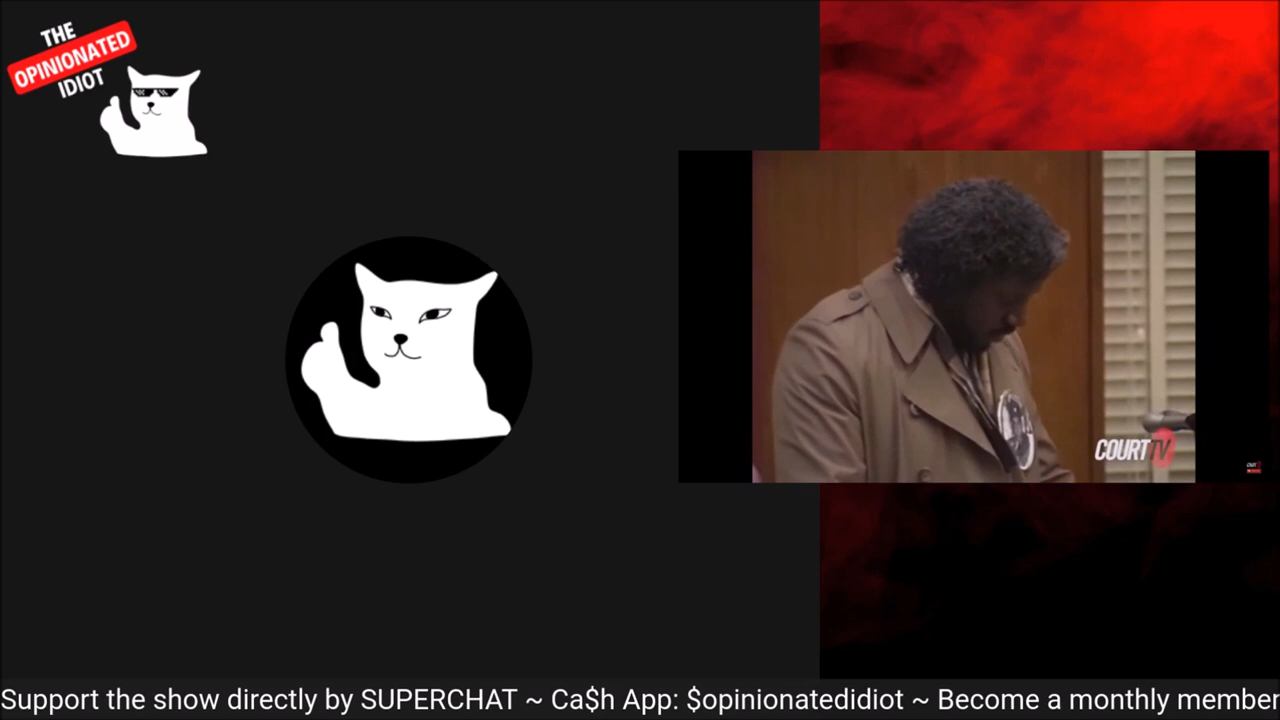 THE
OPINIONATED
IDIOT
COURT TV
Support the show directly by SUPERCHAT ~ Ca$h App: $opinionatedidiot ~ Become a monthly member